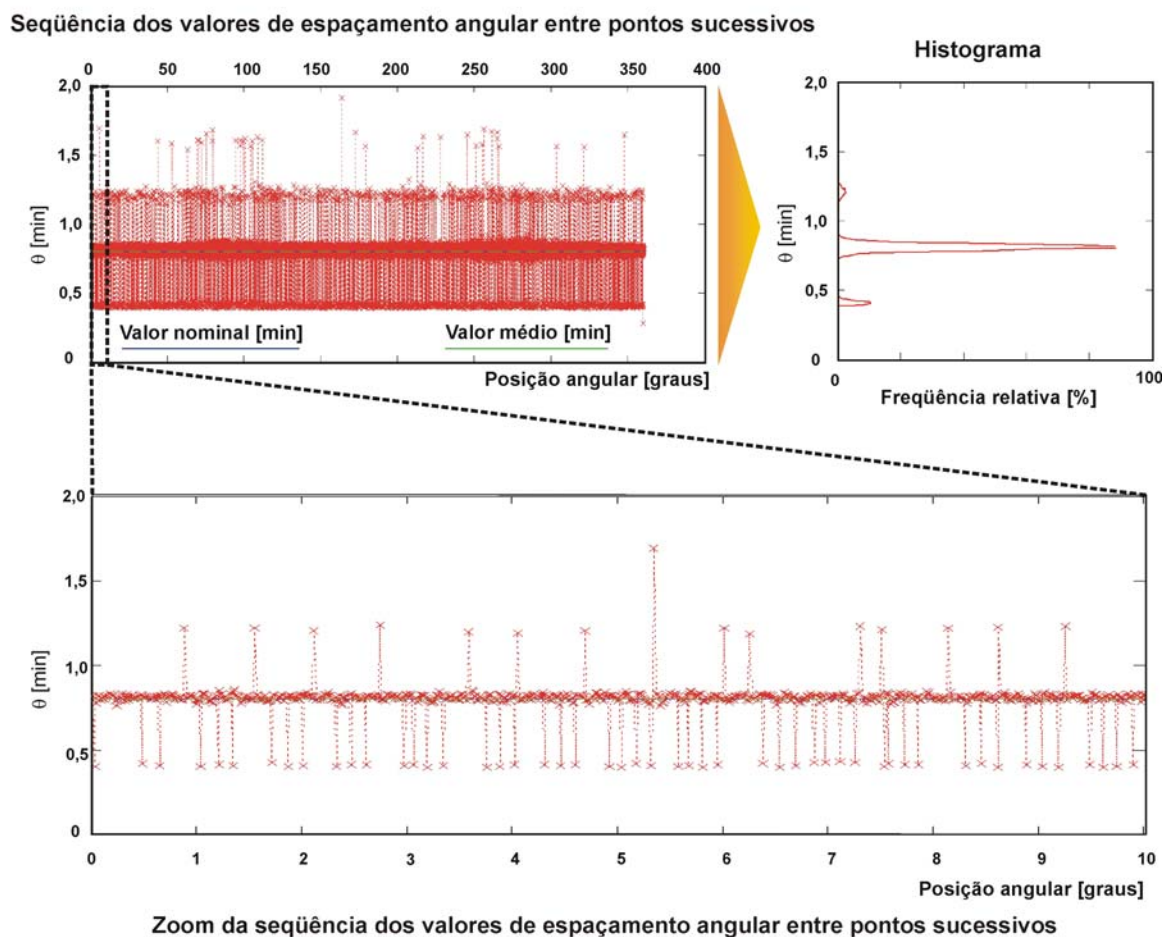 Seqüência dos valores de espaçamento angular entre pontos sucessivos
0 50 100 150 200 250 300 350 400
2,0
1,5
1,0
0,5
0
θ [min]
Valor nominal [min] Valor médio [min]
Posição angular [graus]
Histograma
2,0
1,5
1,0
0,5
0
θ [min]
0 100
Freqüência relativa [%]
2,0
1,5
1,0
0,5
0
θ [min]
0 1 2 3 4 5 6 7 8 9 10
Posição angular [graus]
Zoom da seqüência dos valores de espaçamento angular entre pontos sucessivos